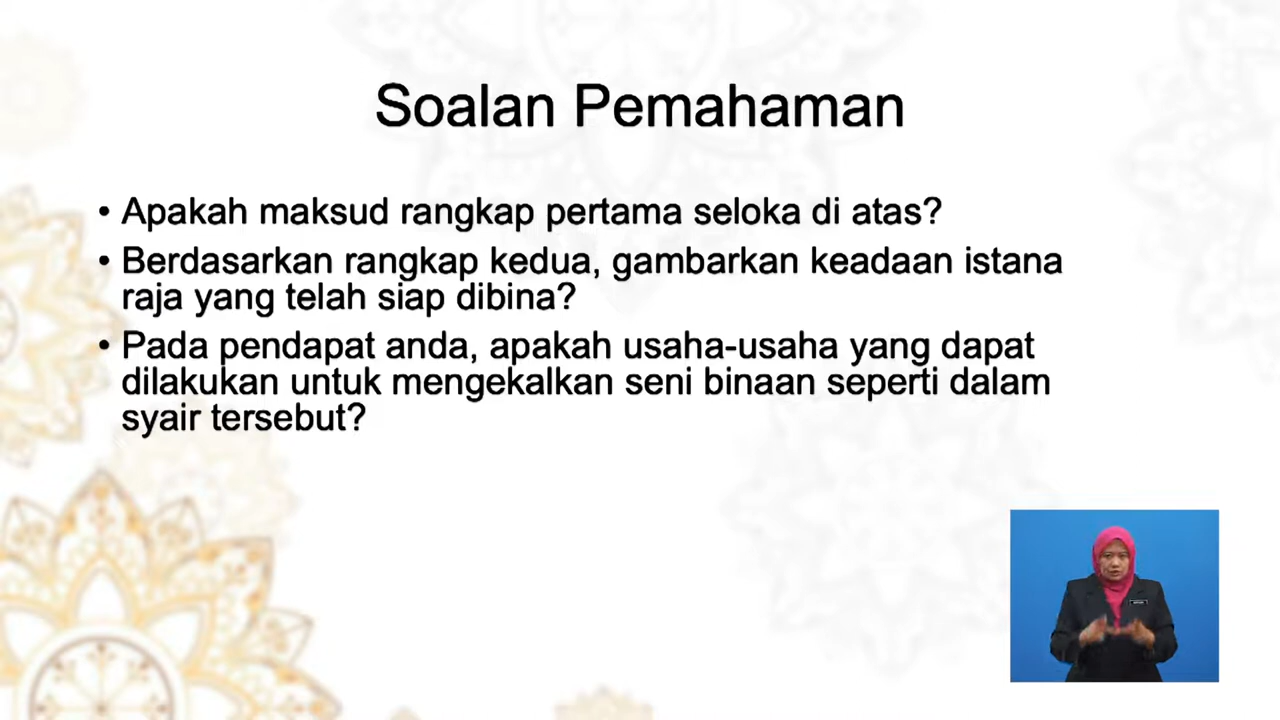 Soalan Pemahaman
• Apakah maksud rangkap pertama seloka di atas?
• Berdasarkan rangkap kedua, gambarkan keadaan istana
raja yang telah siap dibina?
• Pada pendapat anda, apakah usaha-usaha yang dapat
dilakukan untuk mengekalkan seni binaan seperti dalam
syair tersebut?